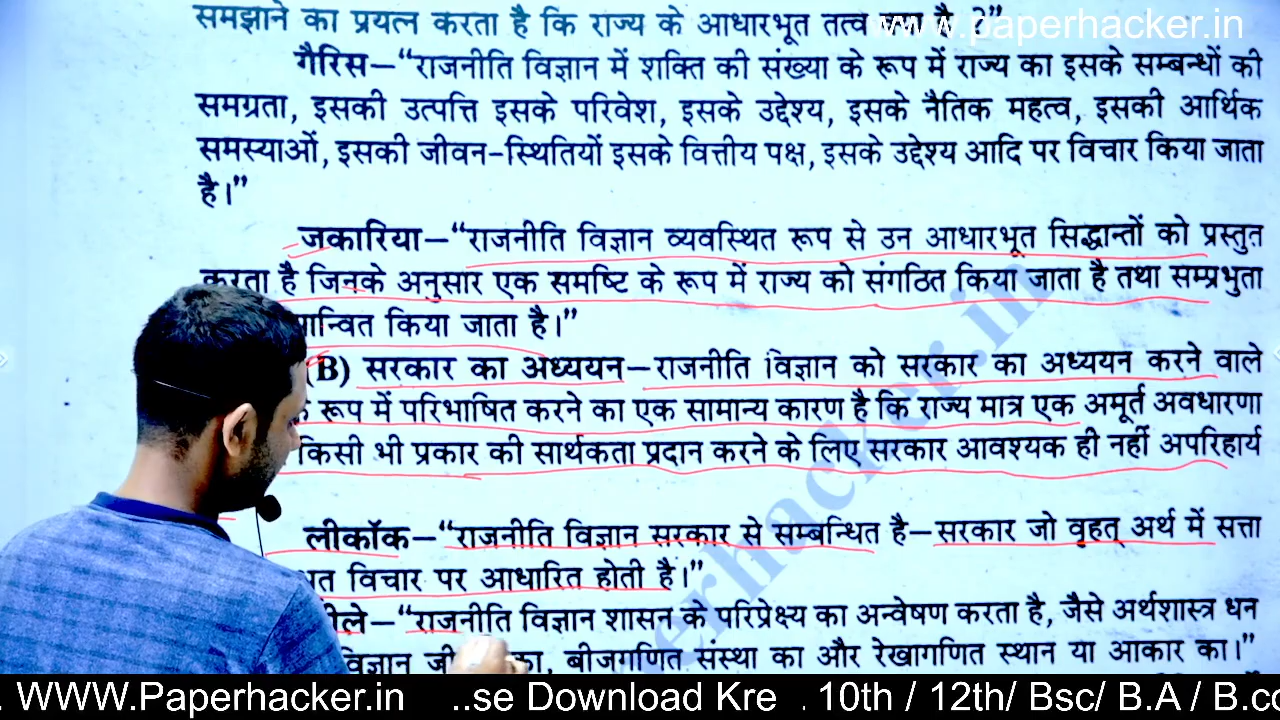 समझाने का प्रयत्न करता है कि राज्य के आधारभूत तत्व क्या है ?”
www.paperhacker.in
गैरिस–“राजनीति विज्ञान में शक्ति की संख्या के रूप में राज्य का इसके सम्बन्धों की
समग्रता, इसकी उत्पत्ति इसके परिवेश, इसके उद्देश्य, इसके नैतिक महत्व, इसकी आर्थिक
समस्याओं, इसकी जीवन-स्थितियों इसके वित्तीय पक्ष, इसके उद्देश्य आदि पर विचार किया जाता
है।”
जकारिया–“राजनीति विज्ञान व्यवस्थित रूप से उन आधारभूत सिद्धान्तों को प्रस्तुत
करता है जिनके अनुसार एक समष्टि के रूप में राज्य को संगठित किया जाता है तथा सम्प्रभुता
किया जाता है।”
(B) सरकार का अध्ययन–राजनीति विज्ञान को सरकार का अध्ययन करने वाले
रूप में परिभाषित करने का एक सामान्य कारण है कि राज्य मात्र एक अमूर्त अवधारणा
किसी भी प्रकार की सार्थकता प्रदान करने के लिए सरकार आवश्यक ही नहीं अपरिहार्य
लीकॉक–“राजनीति विज्ञान सरकार से सम्बन्धित है–सरकार जो वृहत् अर्थ में सत्ता
विचार पर आधारित होती है।”
“राजनीति विज्ञान शासन के परिप्रेक्ष्य का अन्वेषण करता है, जैसे अर्थशास्त्र धन
विज्ञान का, बीजगणित संस्था का और रेखागणित स्थान या आकार का।”
WWW.Paperhacker.in ..se Download Kre . 10th / 12th/ Bsc/ B.A / B.co